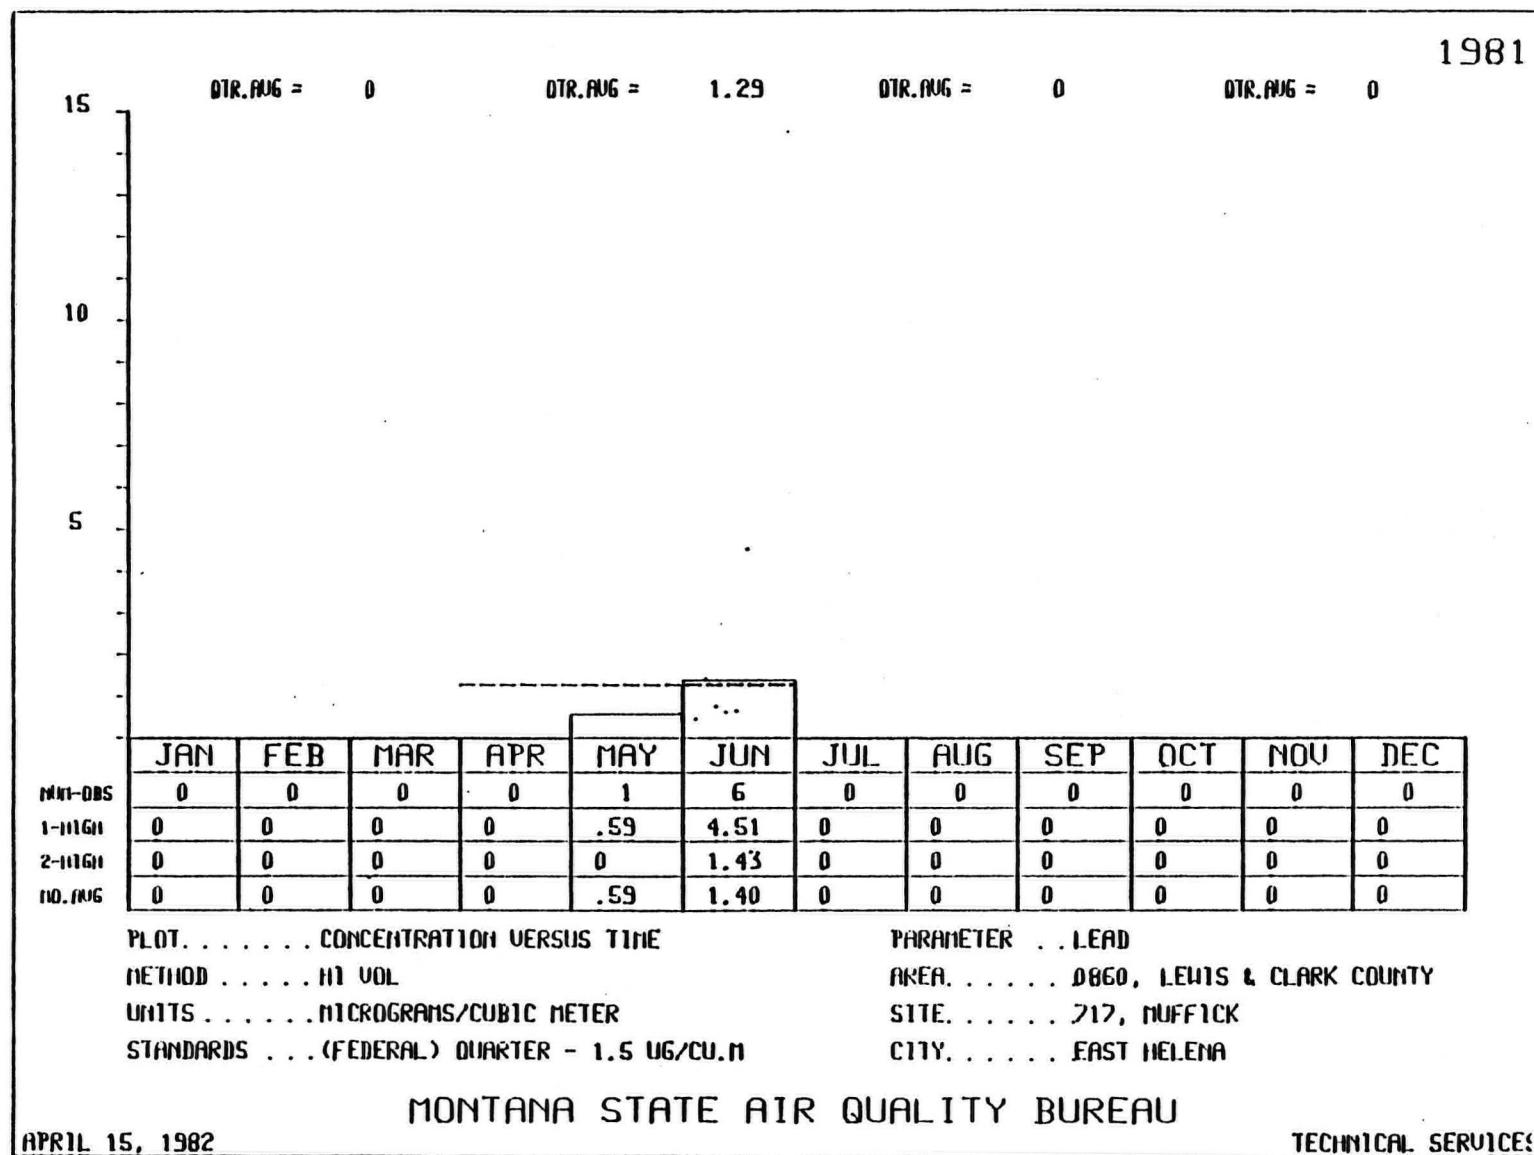 1981
QTR.AVG = 0 QTR.AVG = 1.29 QTR.AVG = 0 QTR.AVG = 0
15
10
5
JAN FEB MAR APR MAY JUN JUL AUG SEP OCT NOV DEC
NUM-OBS 0 0 0 0 1 6 0 0 0 0 0 0
1-HIGH 0 0 0 0 .59 4.51 0 0 0 0 0 0
2-HIGH 0 0 0 0 0 1.43 0 0 0 0 0 0
MO.AVG 0 0 0 0 .59 1.40 0 0 0 0 0 0
PLOT. . . . . . . CONCENTRATION VERSUS TIME PARAMETER . . LEAD
METHOD . . . . . HI VOL AREA. . . . . . 0860, LEWIS & CLARK COUNTY
UNITS . . . . . . MICROGRAMS/CUBIC METER SITE. . . . . . 717, MUFFICK
STANDARDS . . . (FEDERAL) QUARTER - 1.5 UG/CU.M CITY. . . . . . EAST HELENA
MONTANA STATE AIR QUALITY BUREAU
APRIL 15, 1982 TECHNICAL SERVICES